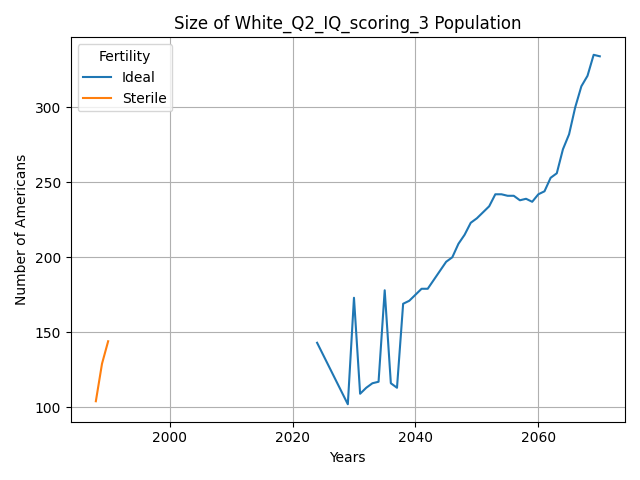 Size of White_Q2_IQ_scoring_3 Population
Fertility
Ideal
Sterile
Number of Americans
300
250
200
150
100
2000
2020
2040
2060
Years